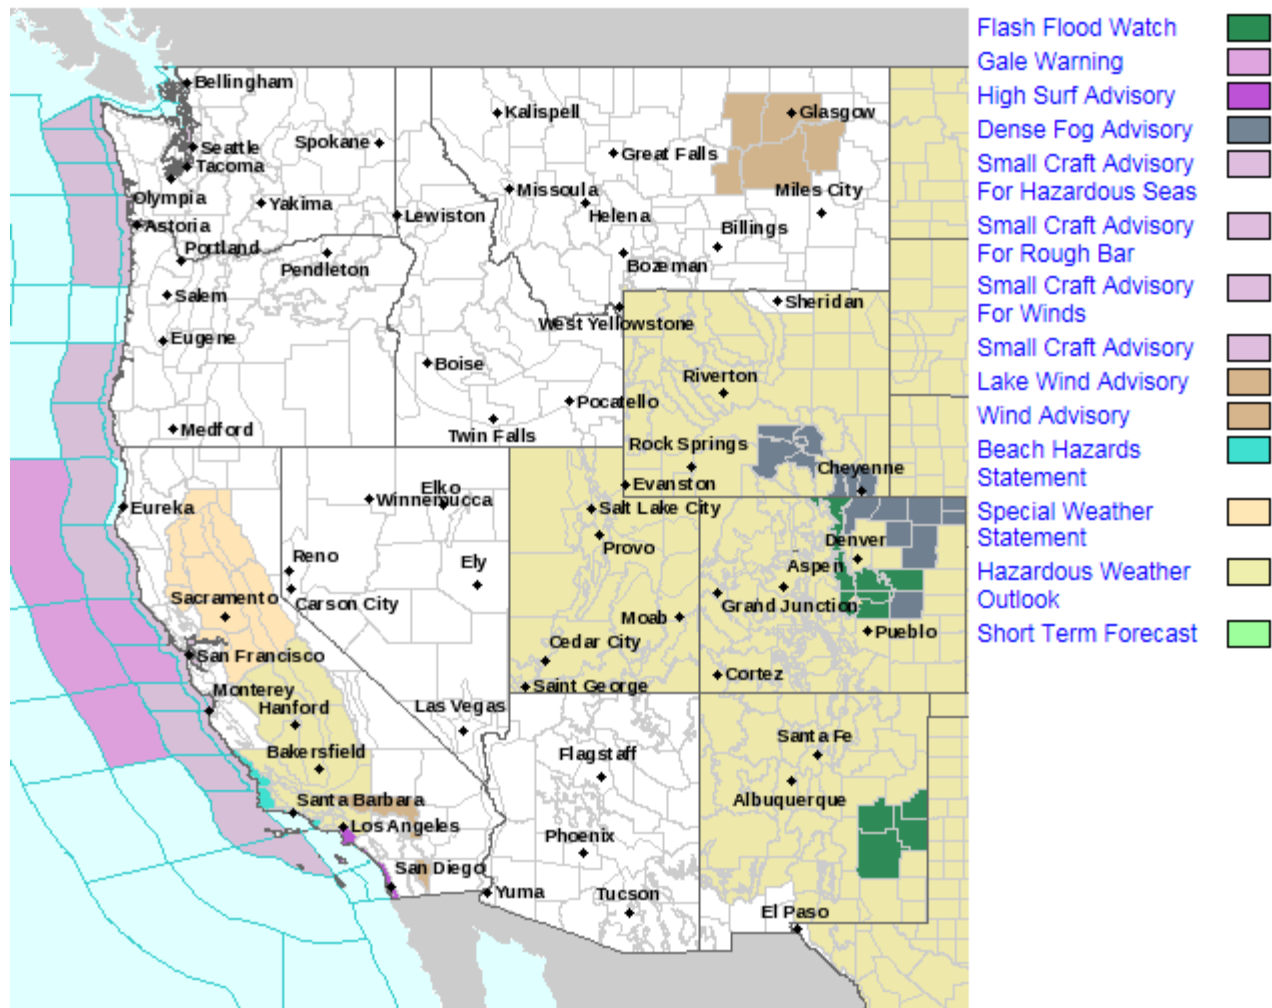 Bellingham
Kalispell
Glasgow
Seattle
Spokane
Great Falls
Tacoma
Olympia
Yakima
Missoula
Miles City
Astoria
Lewiston
Helena
Billings
Portland
Pendleton
Bozeman
Salem
Sheridan
West Yellowstone
Eugene
Boise
Riverton
Pocatello
Medford
Twin Falls
Rock Springs
Cheyenne
Evanston
Elko
Winnemucca
Eureka
Salt Lake City
Provo
Denver
Reno
Ely
Aspen
Sacramento
Carson City
Grand Junction
Moab
Pueblo
San Francisco
Cedar City
Cortez
Saint George
Monterey
Hanford
Las Vegas
Bakersfield
Flagstaff
Santa Fe
Santa Barbara
Albuquerque
Los Angeles
Phoenix
San Diego
Yuma
Tucson
El Paso
Flash Flood Watch
Gale Warning
High Surf Advisory
Dense Fog Advisory
Small Craft Advisory
For Hazardous Seas
Small Craft Advisory
For Rough Bar
Small Craft Advisory
For Winds
Small Craft Advisory
Lake Wind Advisory
Wind Advisory
Beach Hazards
Statement
Special Weather
Statement
Hazardous Weather
Outlook
Short Term Forecast